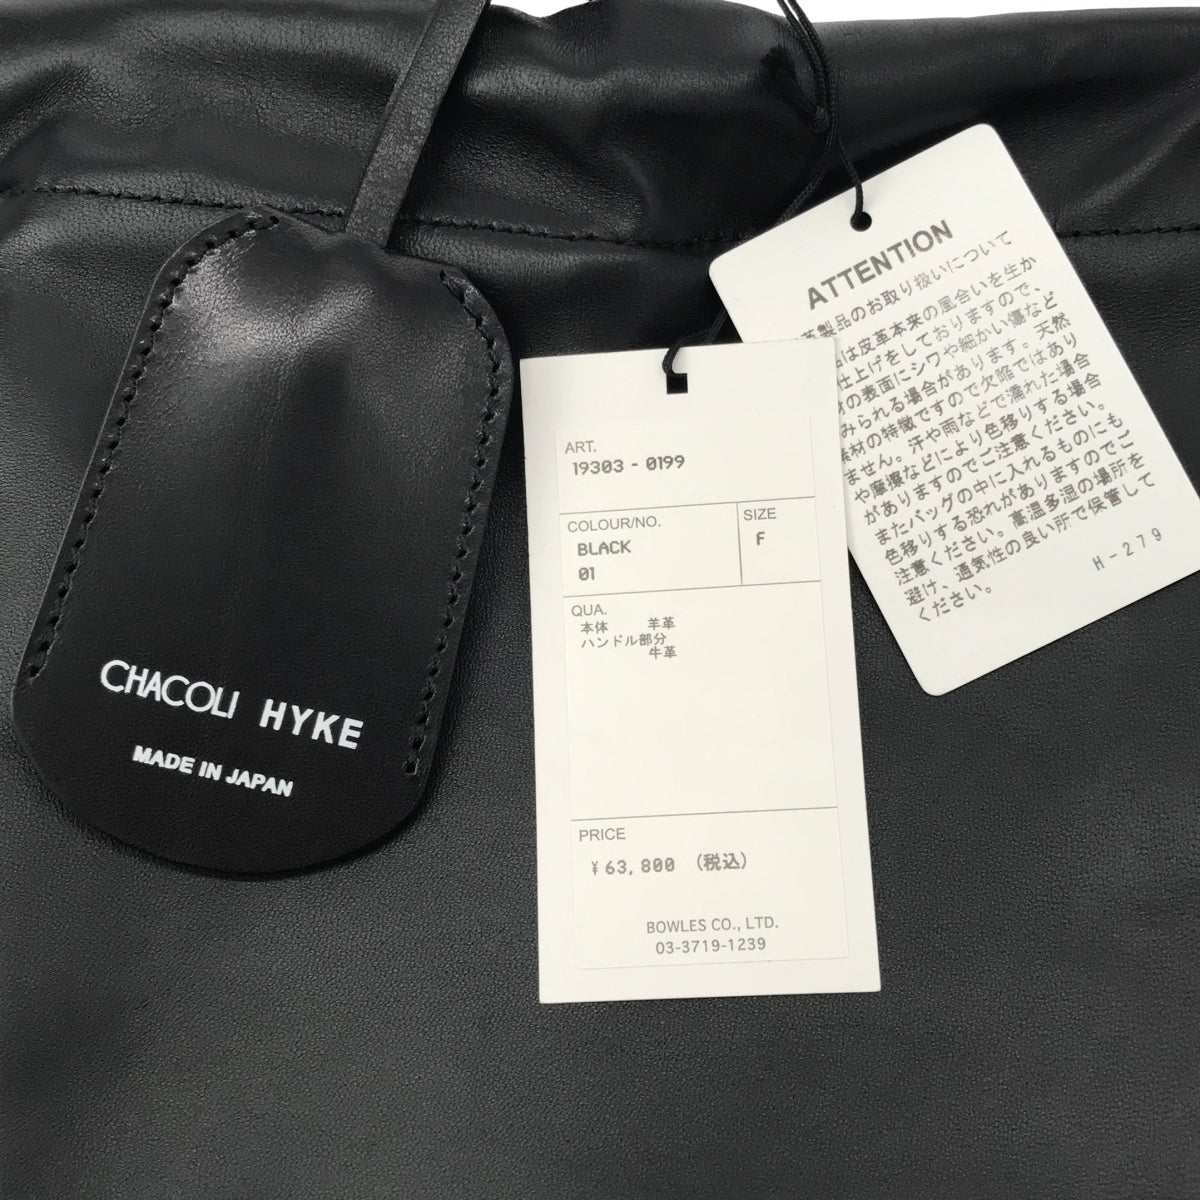 CHACOLI HYKE
MADE IN JAPAN
ART.
19303 - 0199
COLOUR/NO.
BLACK
01
SIZE
F
QUA.
本体 羊革
ハンドル部分
牛革
PRICE
¥63,800 (税込)
BOWLES CO., LTD.
03-3719-1239
ATTENTION
革製品のお取り扱いについて
は皮革本来の風合いを生か
仕上げをしておりますので、
の表面にシワや細かい傷など
みられる場合があります。天然
素材の特徴ですので欠陥ではあり
ません。汗や雨などで濡れた場合
や摩擦などにより色移りする場合
がありますのでご注意ください。
またバッグの中に入れるものにも
色移りする恐れがありますのでご
注意ください。高温多湿の場所を
避け、通気性の良い所で保管して
ください。
H-279